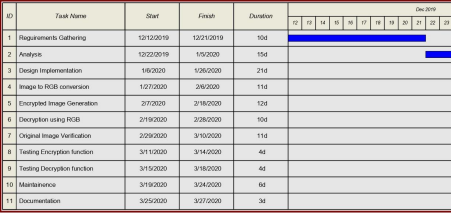 ID Task Name Start Finish Duration Dec 2019
12 13 14 15 16 17 18 19 20 21 22 23
1 Reguirements Gathering 12/12/2019 12/21/2019 10d
2 Analysis 12/22/2019 1/5/2020 15d
3 Design Implementation 1/6/2020 1/26/2020 21d
4 Image to RGB conversion 1/27/2020 2/6/2020 11d
5 Encrypted Image Generation 2/7/2020 2/18/2020 12d
6 Decryption using RGB 2/19/2020 2/28/2020 10d
7 Original Image Verification 2/29/2020 3/10/2020 11d
8 Testing Encryption function 3/11/2020 3/14/2020 4d
9 Testing Decryption function 3/15/2020 3/18/2020 4d
10 Maintainence 3/19/2020 3/24/2020 6d
11 Documentation 3/25/2020 3/27/2020 3d